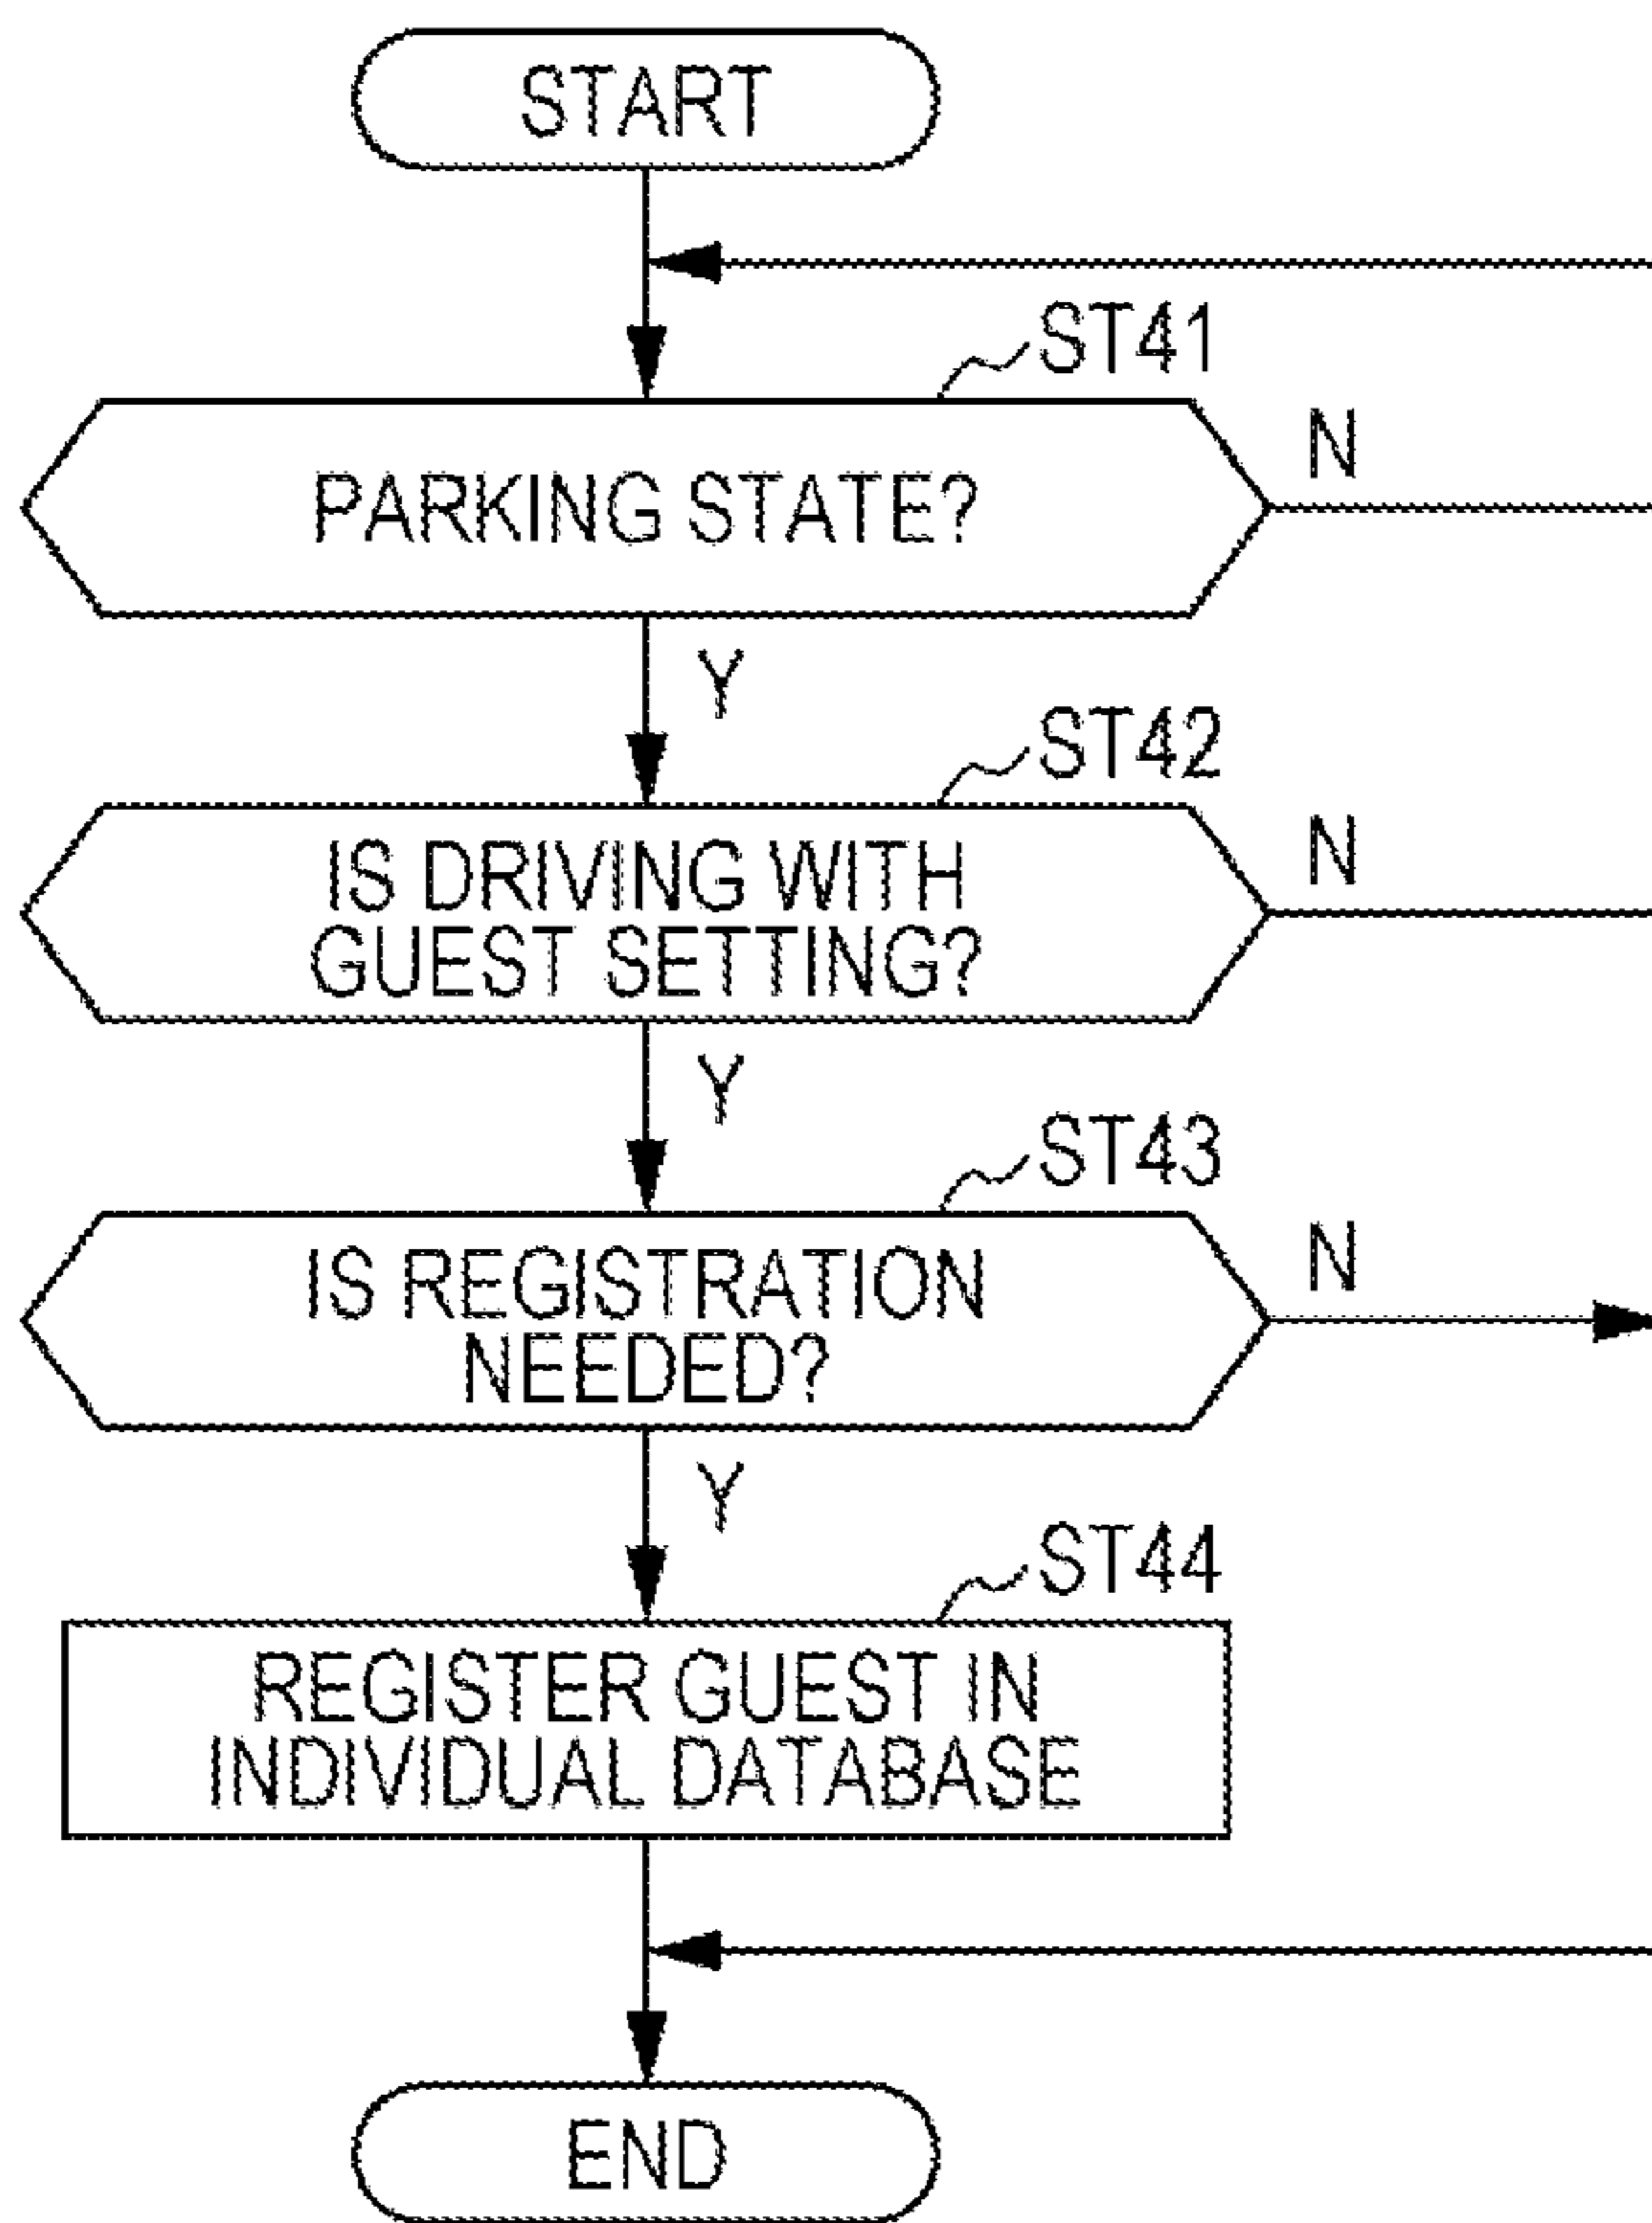 START
ST41
PARKING STATE?
N
Y
ST42
IS DRIVING WITH
GUEST SETTING?
N
Y
ST43
IS REGISTRATION
NEEDED?
N
Y
ST44
REGISTER GUEST IN
INDIVIDUAL DATABASE
END